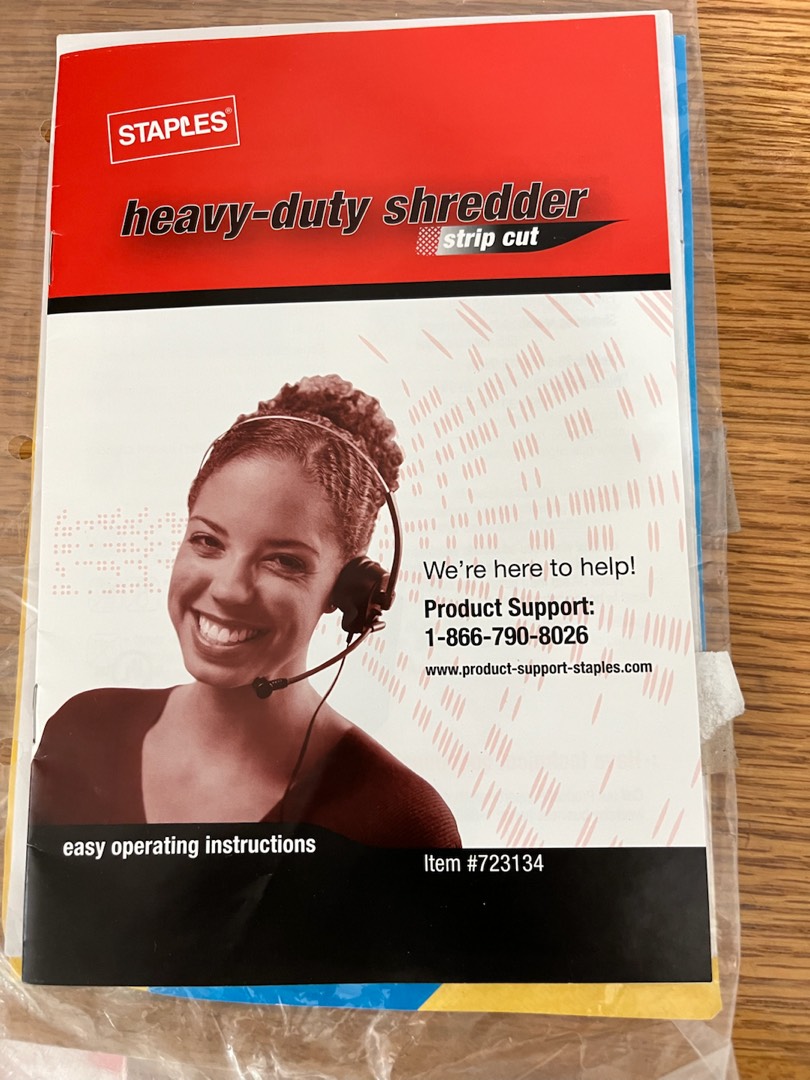 STAPLES®
heavy-duty shredder
strip cut
We're here to help!
Product Support:
1-866-790-8026
www.product-support-staples.com
easy operating instructions
Item #723134